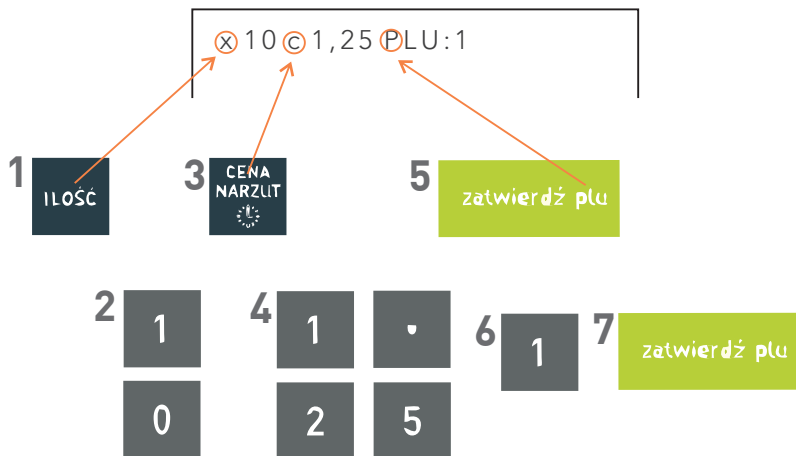 x10c1,25PLU:1
1 ILOŚĆ
3 CENA
NARZUT
5 zatwierdź plu
2 1
0
4 1 .
2 5
6 1
7 zatwierdź plu